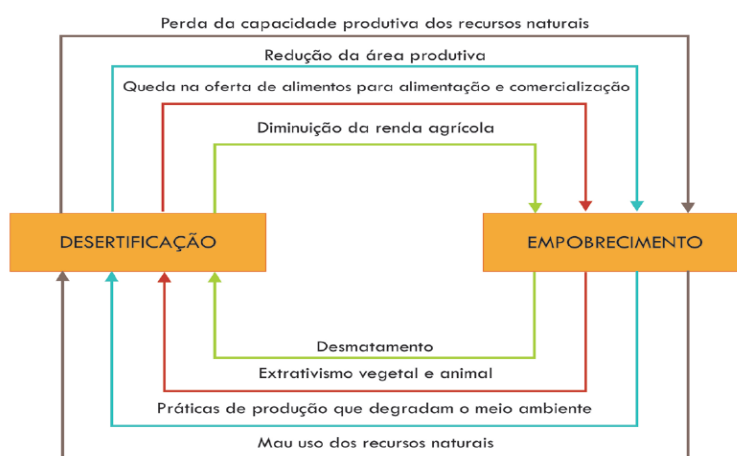 Perda da capacidade produtiva dos recursos naturais
Redução da área produtiva
Queda na oferta de alimentos para alimentação e comercialização
Diminuição da renda agrícola
DESERTIFICAÇÃO
EMPOBRECIMENTO
Desmatamento
Extrativismo vegetal e animal
Práticas de produção que degradam o meio ambiente
Mau uso dos recursos naturais